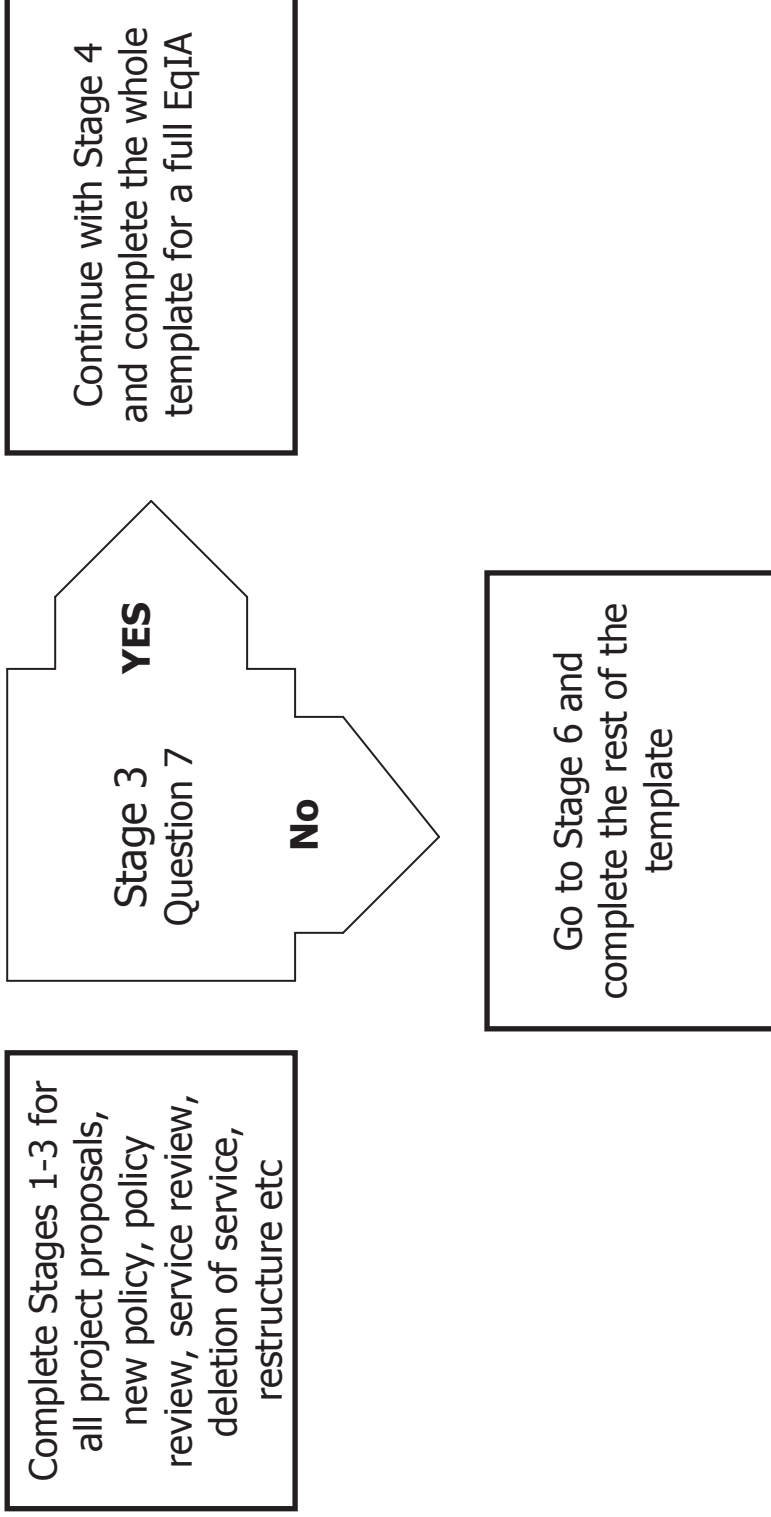 Complete Stages 1-3 for
all project proposals,
new policy, policy
review, service review,
deletion of service,
restructure etc
Stage 3
Question 7
YES
No
Continue with Stage 4
and complete the whole
template for a full EqIA
Go to Stage 6 and
complete the rest of the
template